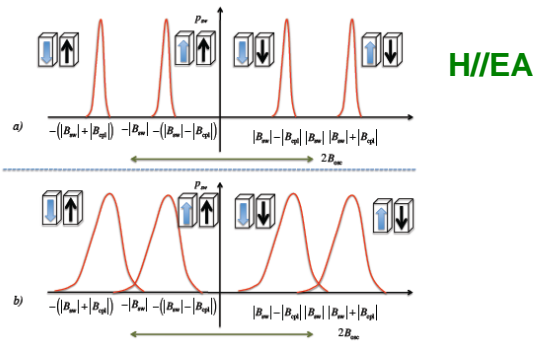 p_sw
H//EA
a)
−(|B_sw|+|B_cpl|) −|B_sw| −(|B_sw|−|B_cpl|) |B_sw|−|B_cpl| |B_sw| |B_sw|+|B_cpl|
2B_osc
p_sw
b)
−(|B_sw|+|B_cpl|) −|B_sw| −(|B_sw|−|B_cpl|) |B_sw|−|B_cpl| |B_sw| |B_sw|+|B_cpl|
2B_osc